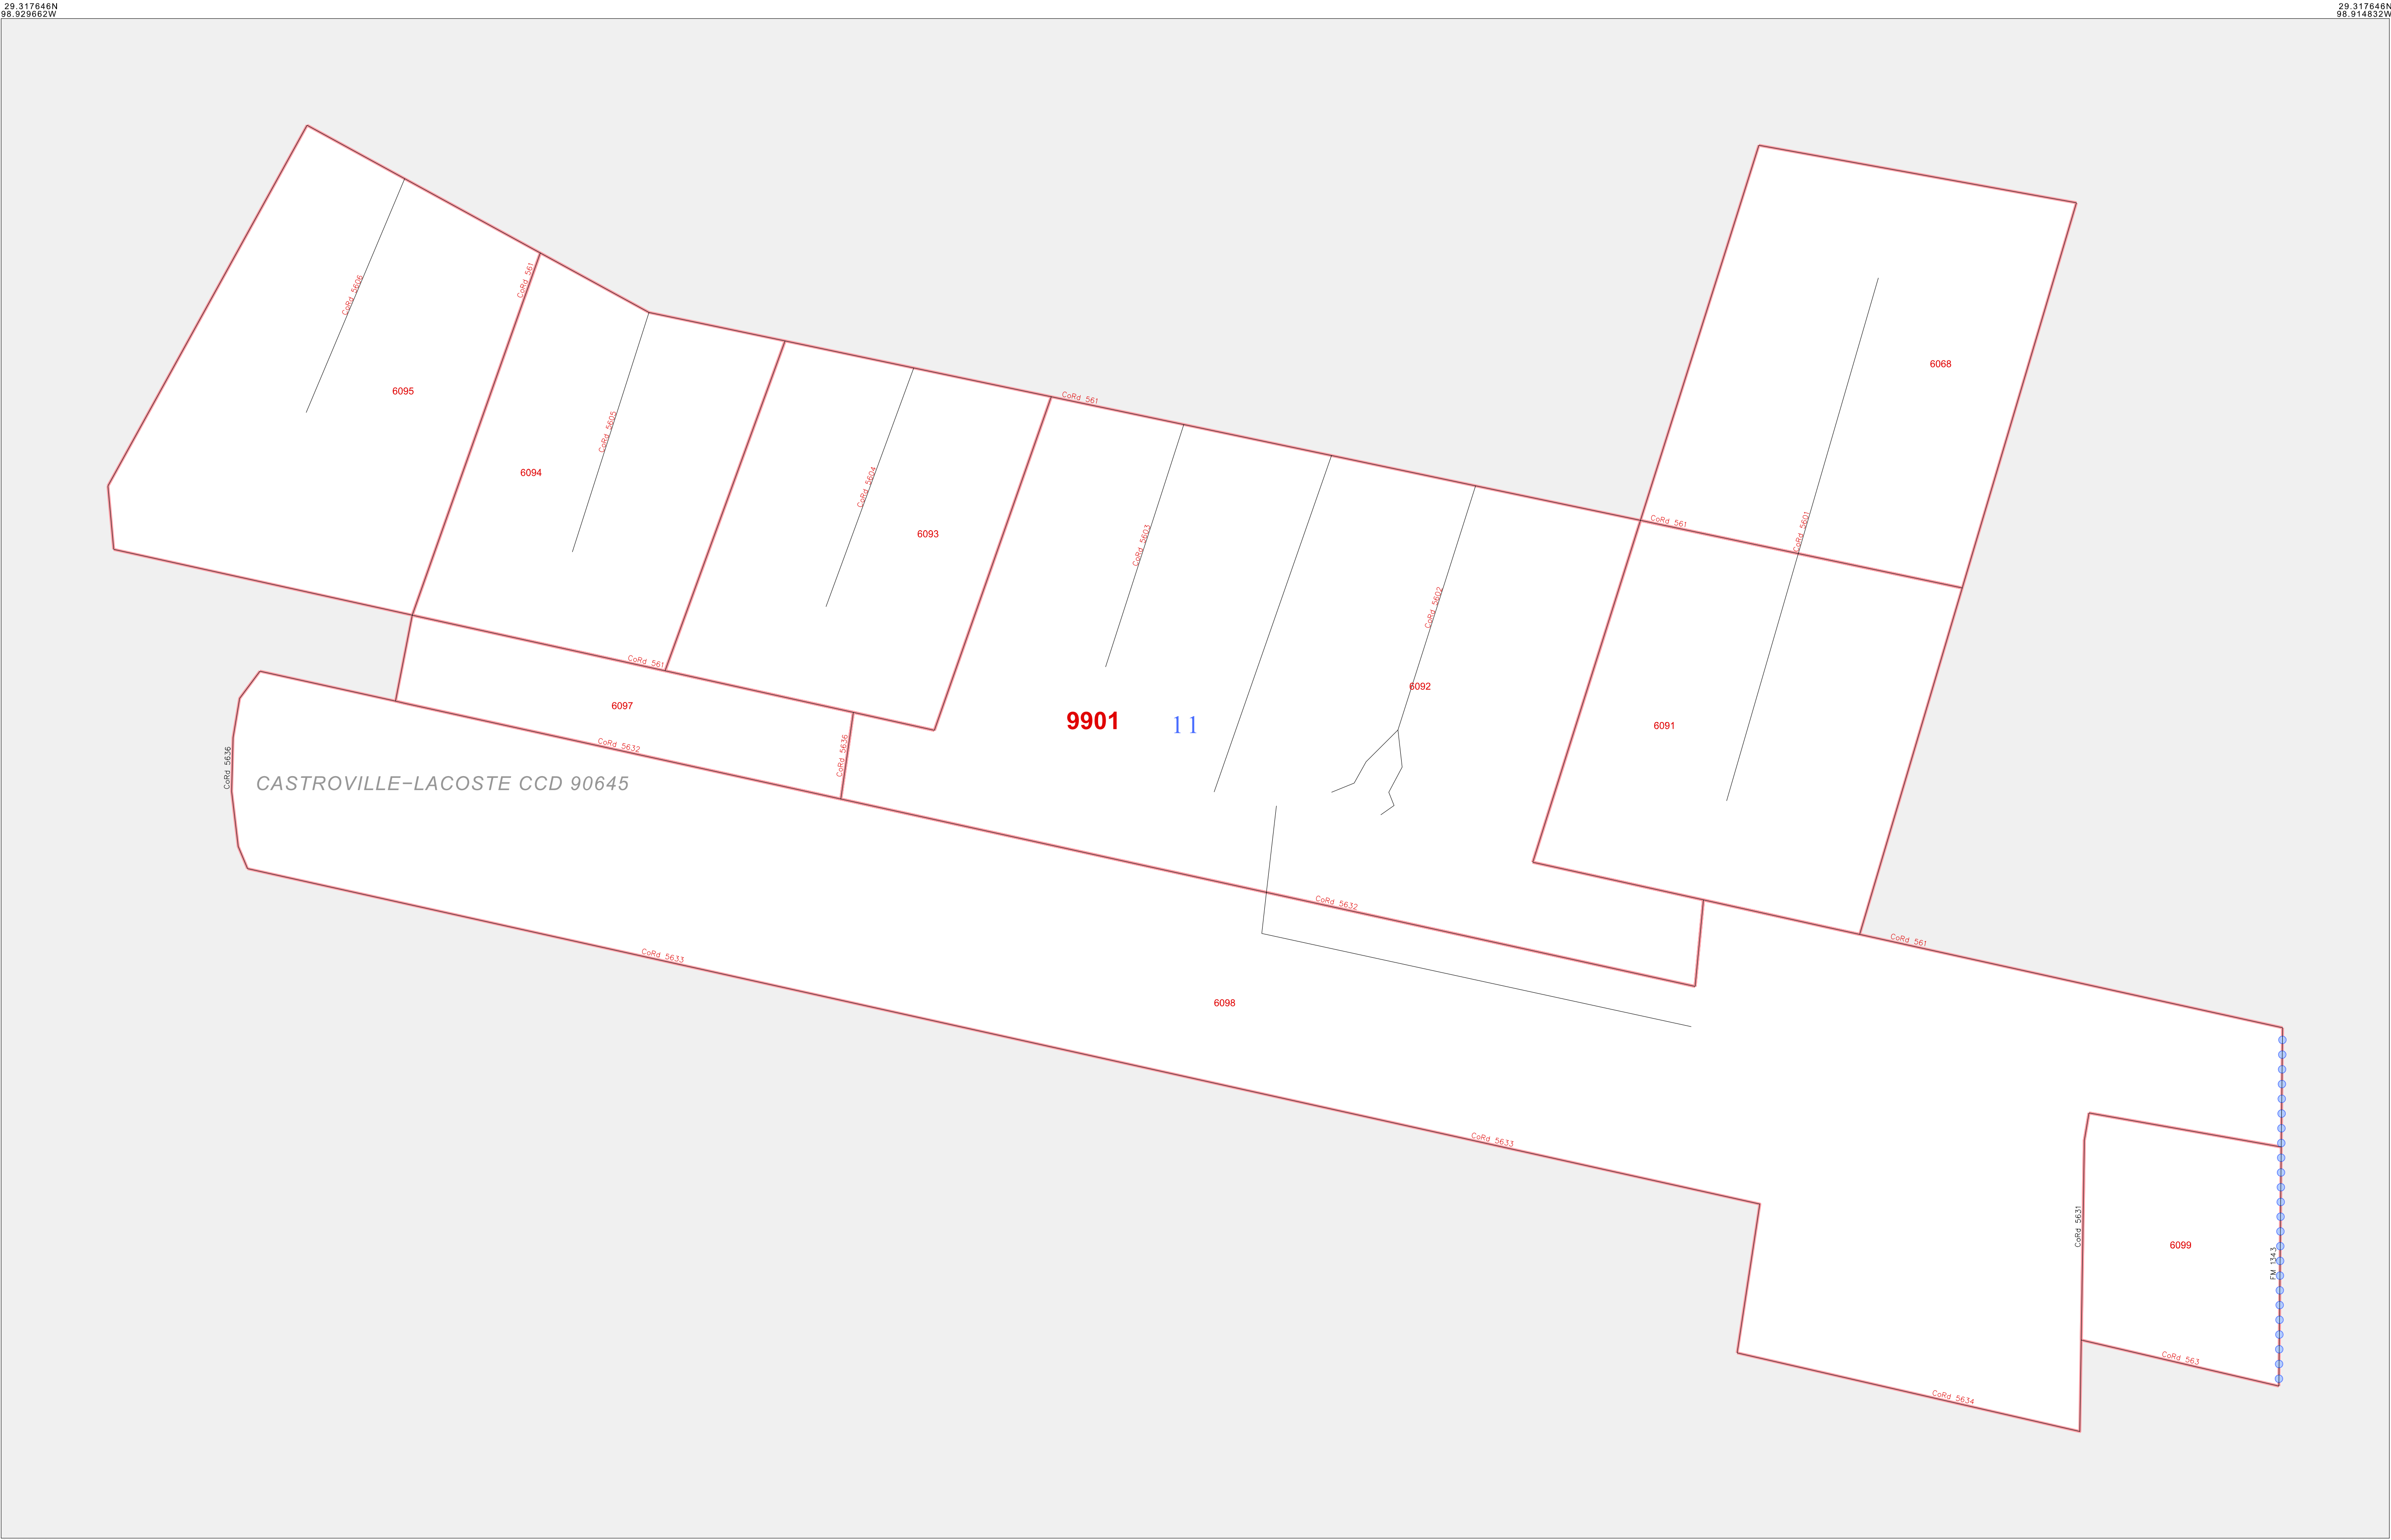 29.317646N
98.929662W
29.317646N
98.914832W
CoRd 561
CoRd 5606
6068
6095
CoRd 561
CoRd 5605
6094
CoRd 5604
CoRd 561
CoRd 5601
6093
CoRd 5603
CoRd 5602
CoRd 561
6092
6097
9901
11
6091
CoRd 5632
CoRd 5636
CoRd 5636
CASTROVILLE-LACOSTE CCD 90645
CoRd 5632
CoRd 561
CoRd 5633
6098
CoRd 5633
CoRd 5631
6099
FM 1343
CoRd 563
CoRd 5634